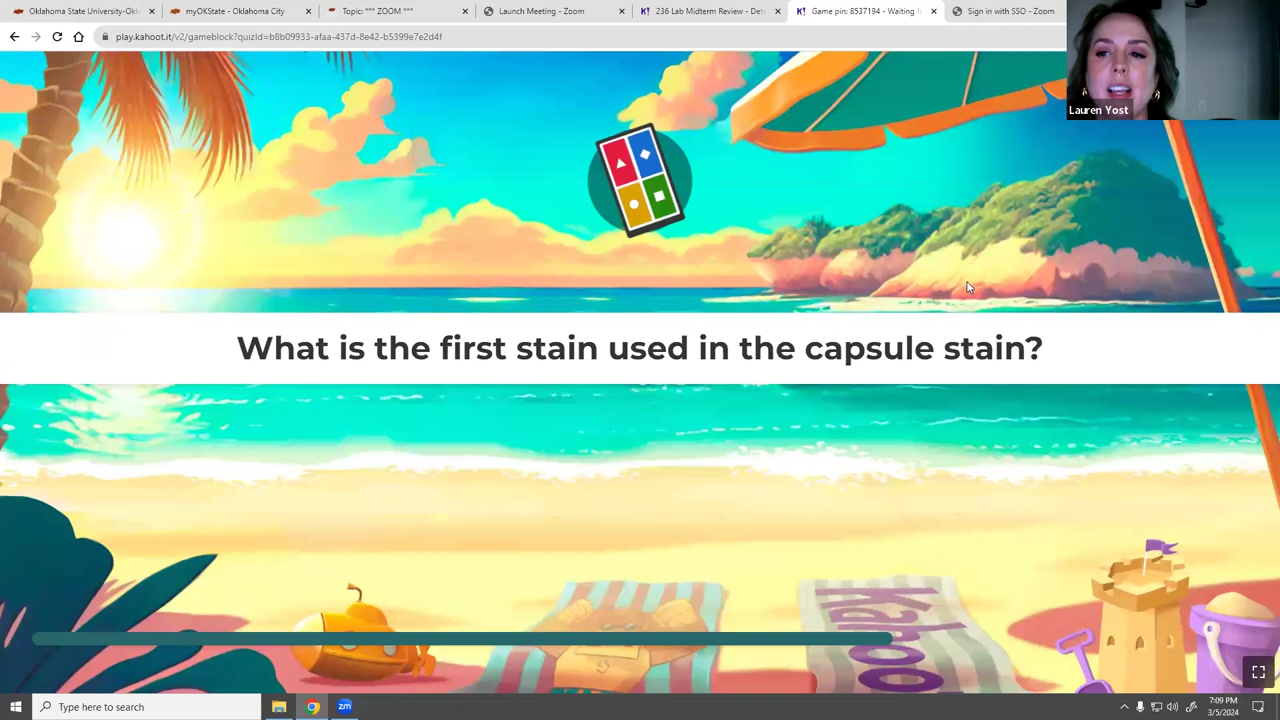 Oklahoma State University-Okl
myOKState - Oklahoma City
Topic: *** ZOOM ***
Launch Meeting - Zoom
236 Lab Midterm Review - Det
Game pin: 8537194 - Waiting f
Sign in with SSO - Zoom
play.kahoot.it/v2/gameblock?quizId=b8b09933-afaa-437d-8e42-b5399e7e2d4f
Lauren Yost
What is the first stain used in the capsule stain?
Kahoo
Type here to search
zm
7:09 PM
3/5/2024